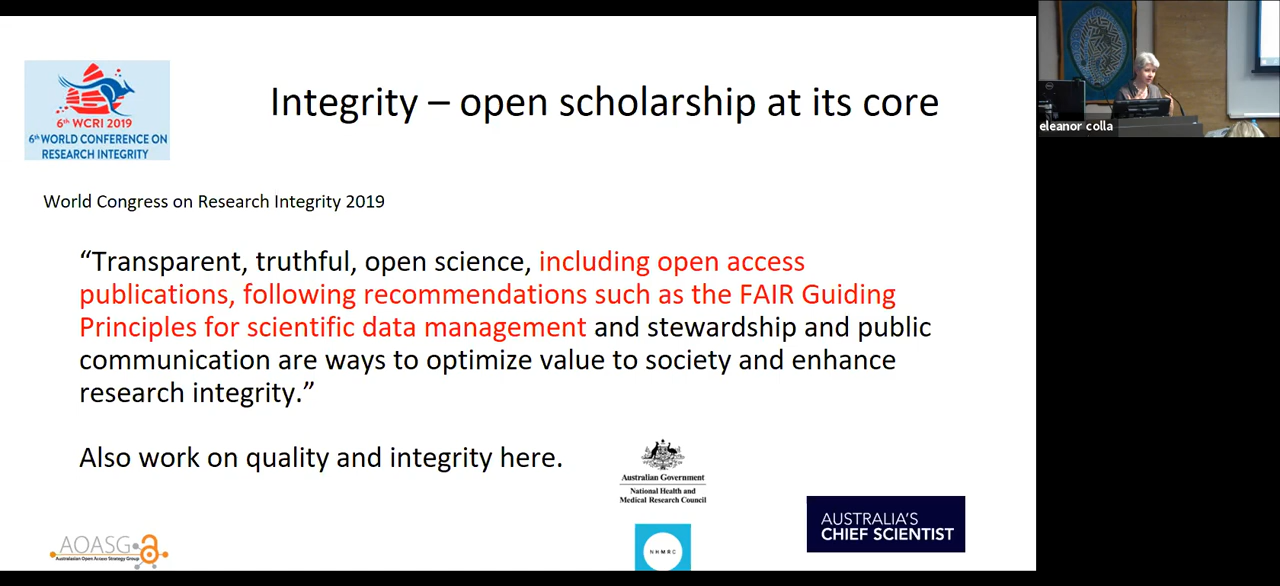 Integrity – open scholarship at its core
6th WCRI 2019
6th WORLD CONFERENCE ON
RESEARCH INTEGRITY
World Congress on Research Integrity 2019
“Transparent, truthful, open science, including open access
publications, following recommendations such as the FAIR Guiding
Principles for scientific data management and stewardship and public
communication are ways to optimize value to society and enhance
research integrity.”
Also work on quality and integrity here.
Australian Government
National Health and
Medical Research Council
NHMRC
AUSTRALIA'S
CHIEF SCIENTIST
AOASG
Australasian Open Access Strategy Group
eleanor colla